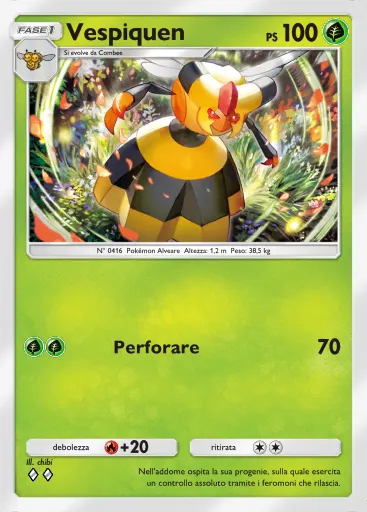 FASE 1
Vespiquen
PS 100
Si evolve da Combee.
N° 0416 Pokémon Alveare Altezza: 1,2 m Peso: 38,5 kg
Perforare 70
debolezza +20 ritirata
Ill. chibi
Nell'addome ospita la sua progenie, sulla quale esercita
un controllo assoluto tramite i feromoni che rilascia.